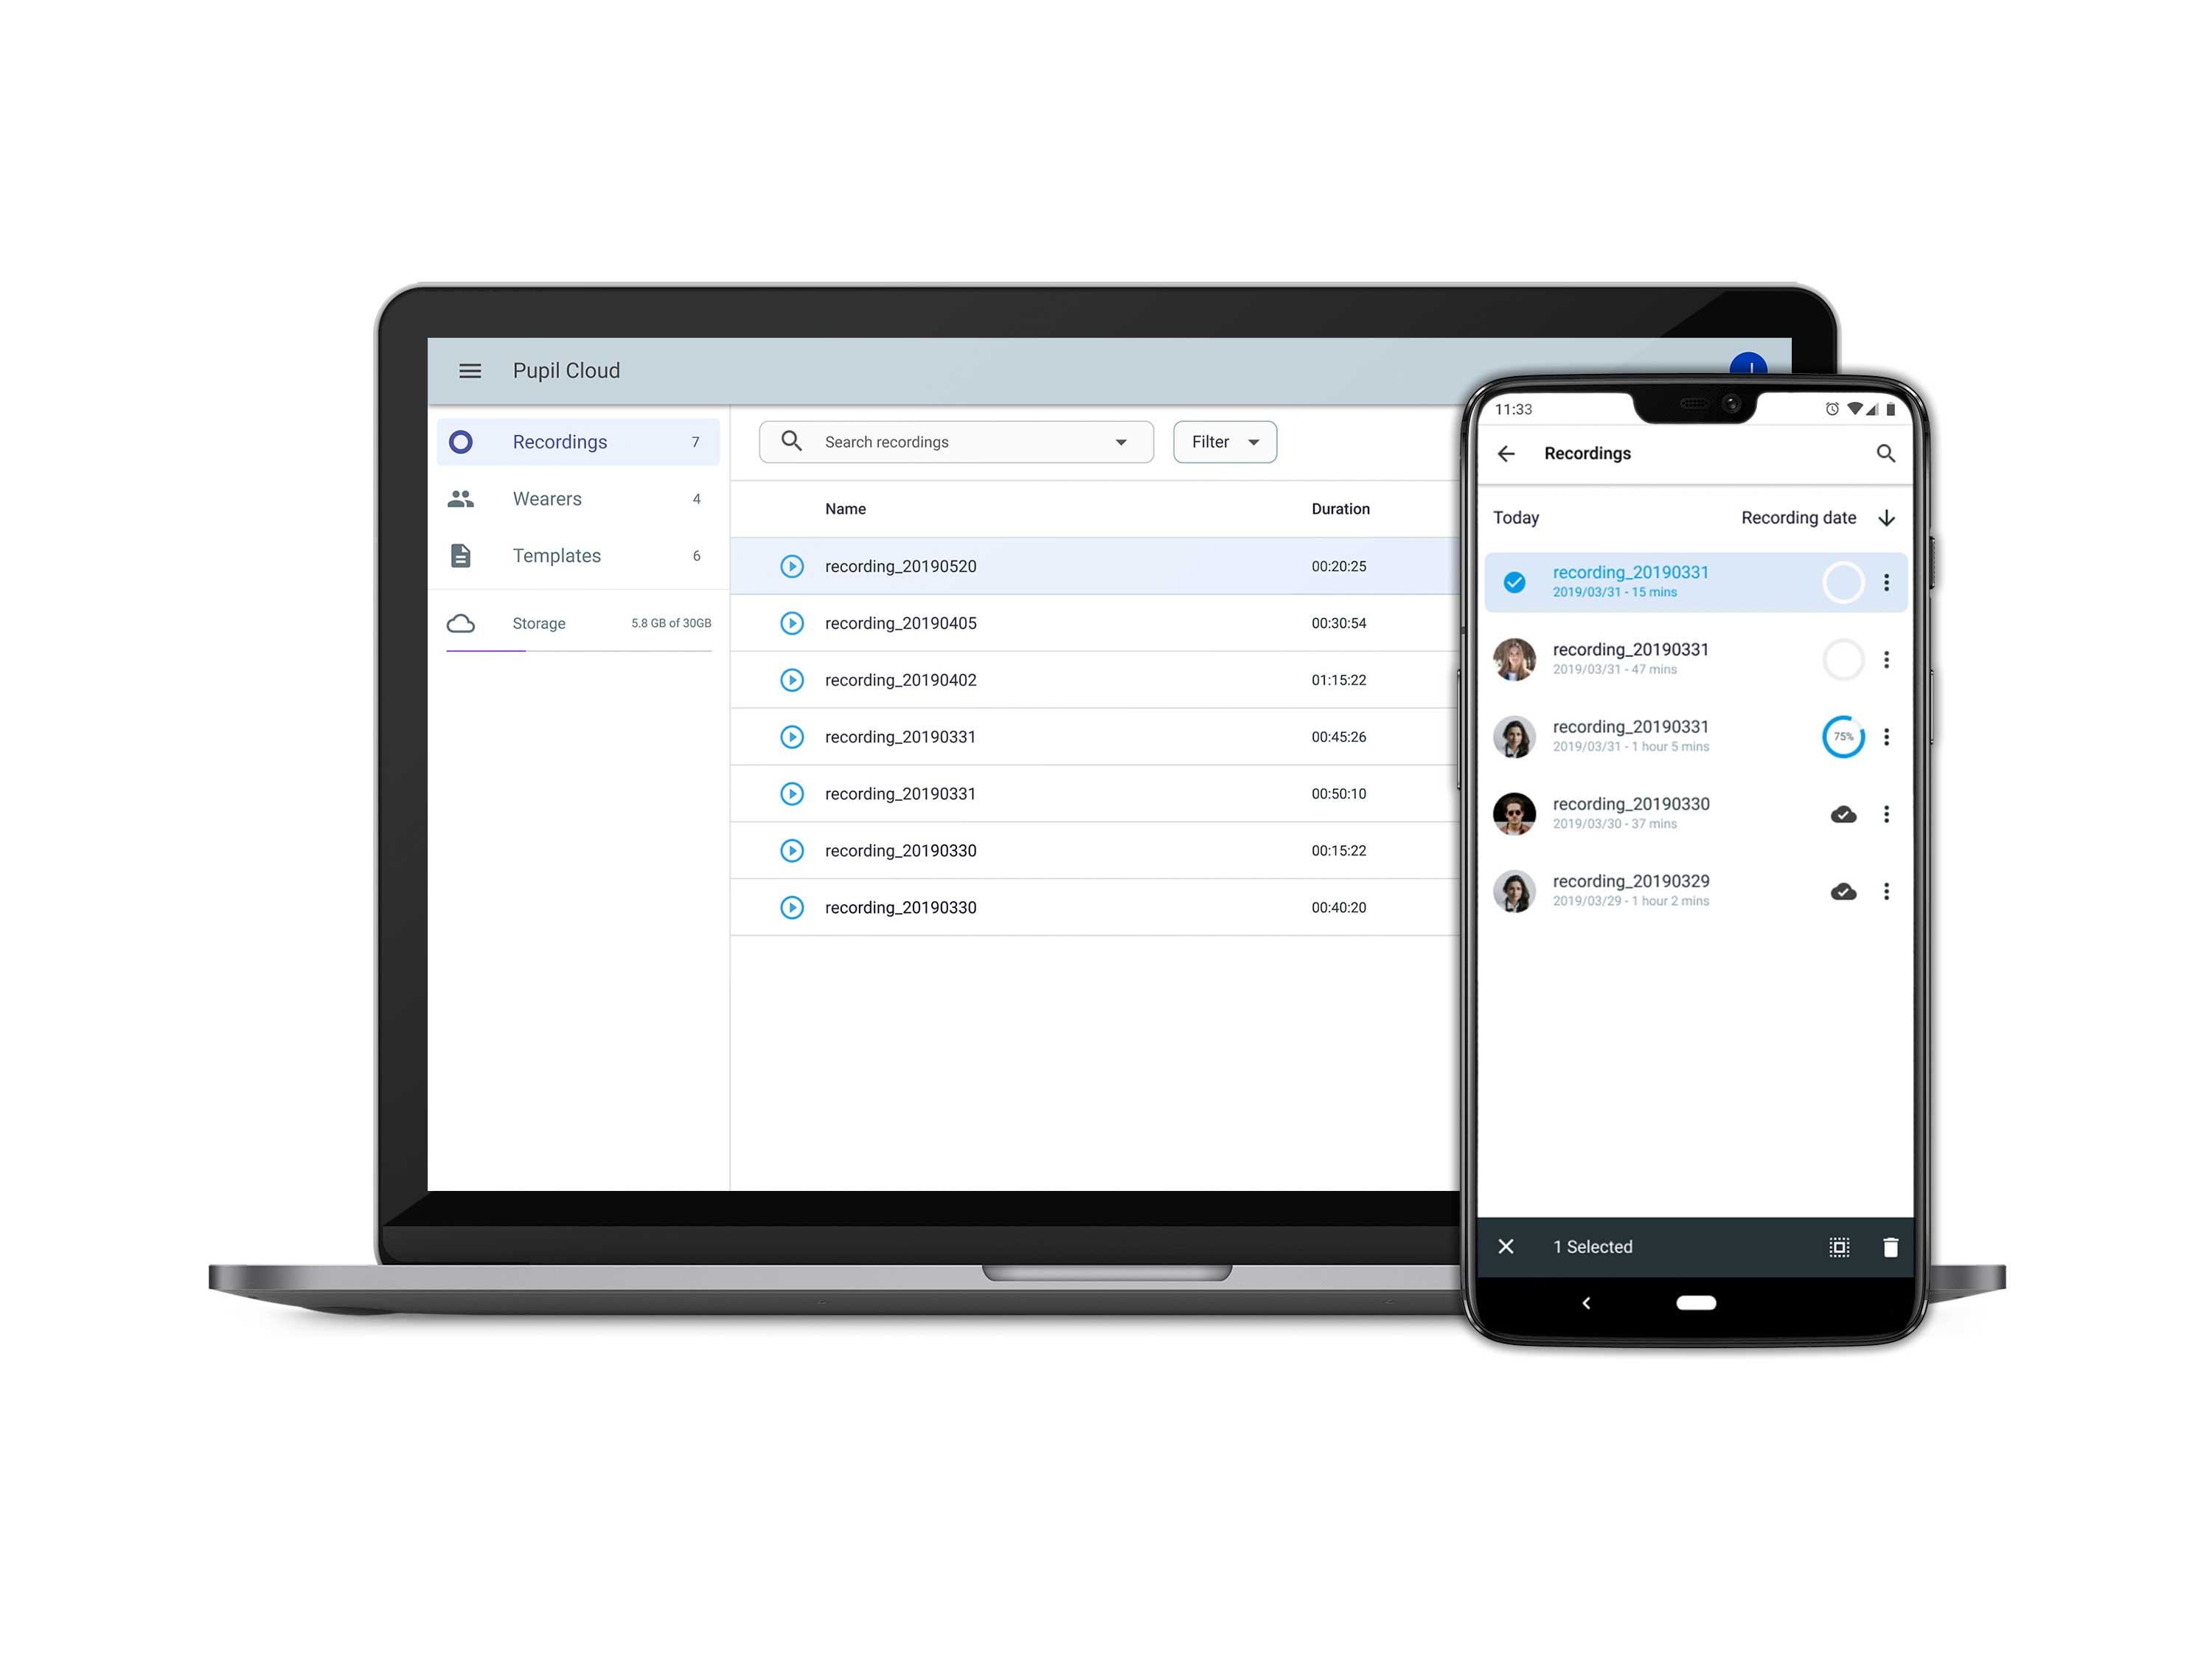 Pupil Cloud
Recordings 7
Wearers 4
Templates 6
Storage 5.8 GB of 30GB
Search recordings
Filter
Name Duration
recording_20190520 00:20:25
recording_20190405 00:30:54
recording_20190402 01:15:22
recording_20190331 00:45:26
recording_20190331 00:50:10
recording_20190330 00:15:22
recording_20190330 00:40:20
11:33
Recordings
Today Recording date
recording_20190331
2019/03/31 - 15 mins
recording_20190331
2019/03/31 - 47 mins
recording_20190331
2019/03/31 - 1 hour 5 mins
75%
recording_20190330
2019/03/30 - 37 mins
recording_20190329
2019/03/29 - 1 hour 2 mins
1 Selected